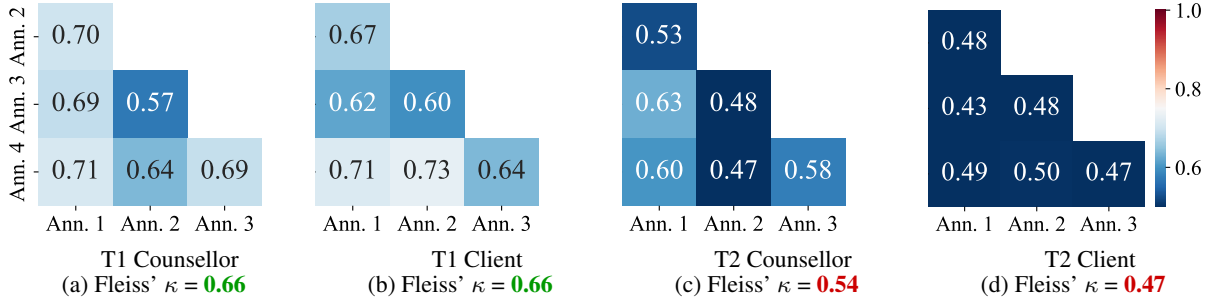 Ann. 2
Ann. 3
Ann. 4
0.70
0.69 0.57
0.71 0.64 0.69
Ann. 1 Ann. 2 Ann. 3
T1 Counsellor
(a) Fleiss’ κ = 0.66
0.67
0.62 0.60
0.71 0.73 0.64
Ann. 1 Ann. 2 Ann. 3
T1 Client
(b) Fleiss’ κ = 0.66
0.53
0.63 0.48
0.60 0.47 0.58
Ann. 1 Ann. 2 Ann. 3
T2 Counsellor
(c) Fleiss’ κ = 0.54
0.48
0.43 0.48
0.49 0.50 0.47
Ann. 1 Ann. 2 Ann. 3
T2 Client
(d) Fleiss’ κ = 0.47
1.0
0.8
0.6